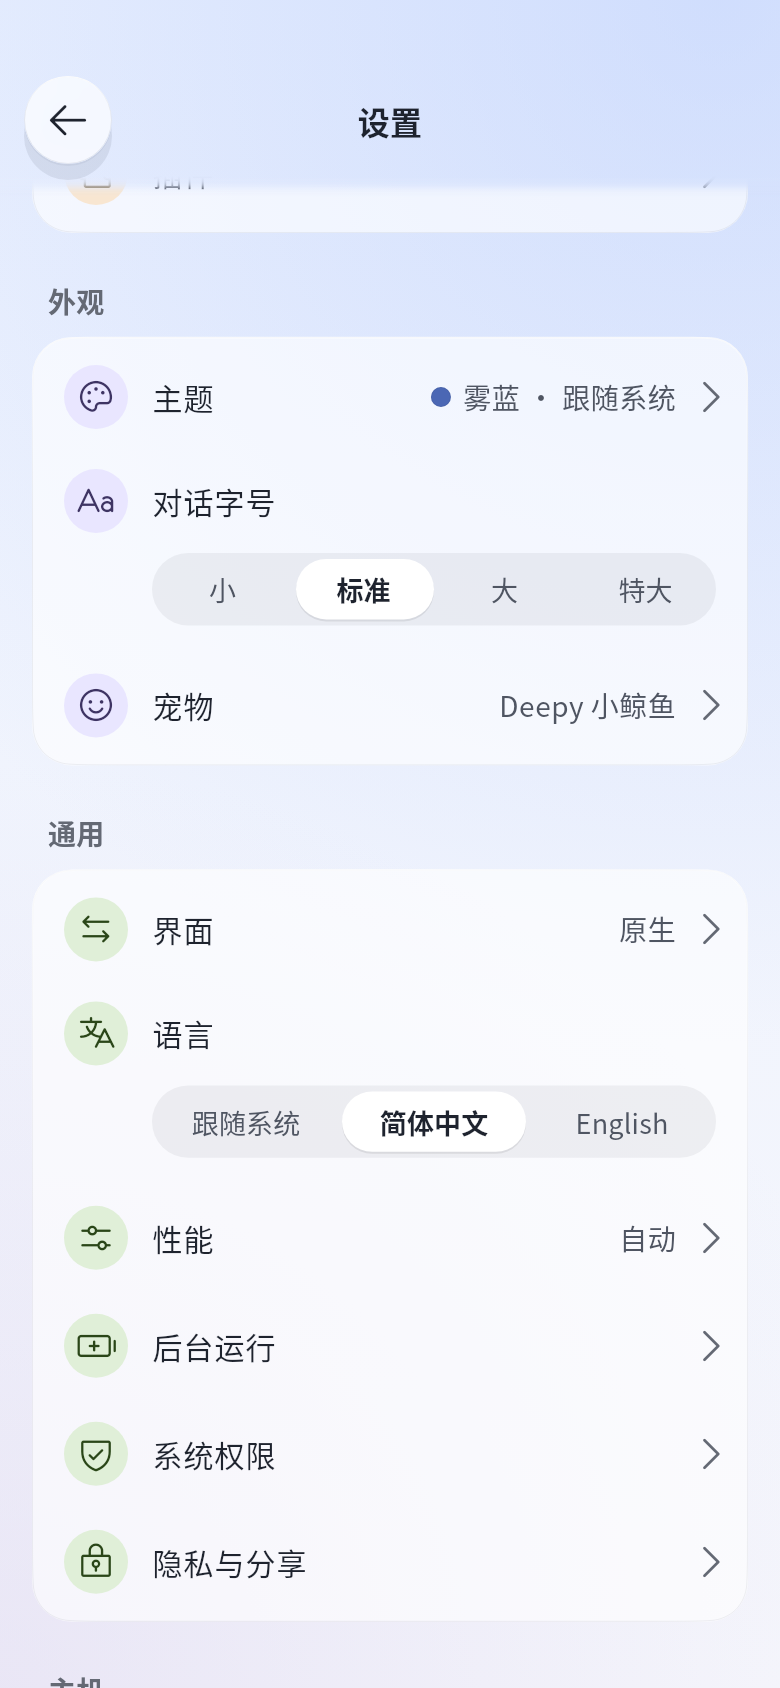 设置
外观
主题
雾蓝 · 跟随系统
Aa
对话字号
小 标准 大 特大
宠物
Deepy 小鲸鱼
通用
界面
原生
语言
跟随系统 简体中文 English
性能
自动
后台运行
系统权限
隐私与分享